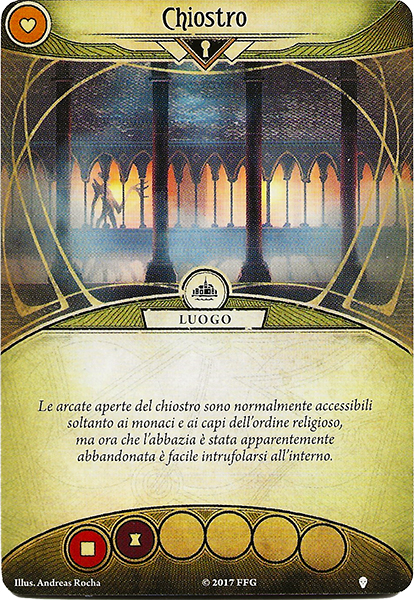 Chiostro
LUOGO
Le arcate aperte del chiostro sono normalmente accessibili
soltanto ai monaci e ai capi dell'ordine religioso,
ma ora che l'abbazia è stata apparentemente
abbandonata è facile intrufolarsi all'interno.
Illus. Andreas Rocha
© 2017 FFG